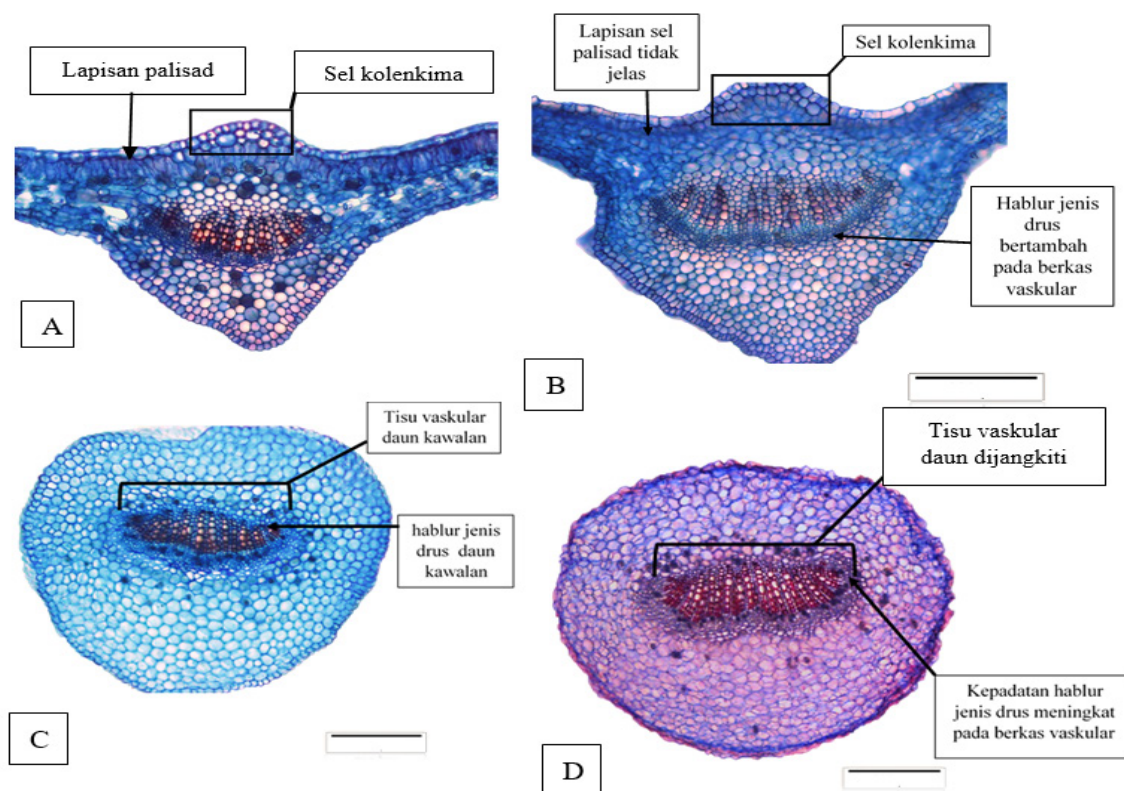 Lapisan palisad
Sel kolenkima
A
Lapisan sel
palisad tidak
jelas
Sel kolenkima
Hablur jenis
drus
bertambah
pada berkas
vaskular
B
Tisu vaskular
daun kawalan
hablur jenis
drus daun
kawalan
C
Tisu vaskular
daun dijangkiti
Kepadatan hablur
jenis drus meningkat
pada berkas vaskular
D